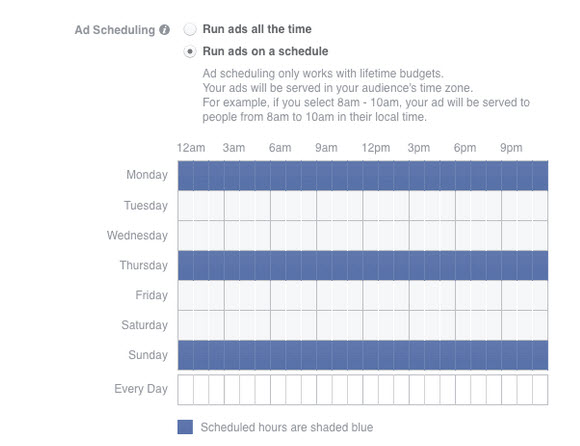 Ad Scheduling
Run ads all the time
Run ads on a schedule
Ad scheduling only works with lifetime budgets.
Your ads will be served in your audience's time zone.
For example, if you select 8am - 10am, your ad will be served to
people from 8am to 10am in their local time.
12am 3am 6am 9am 12pm 3pm 6pm 9pm
Monday
Tuesday
Wednesday
Thursday
Friday
Saturday
Sunday
Every Day
Scheduled hours are shaded blue